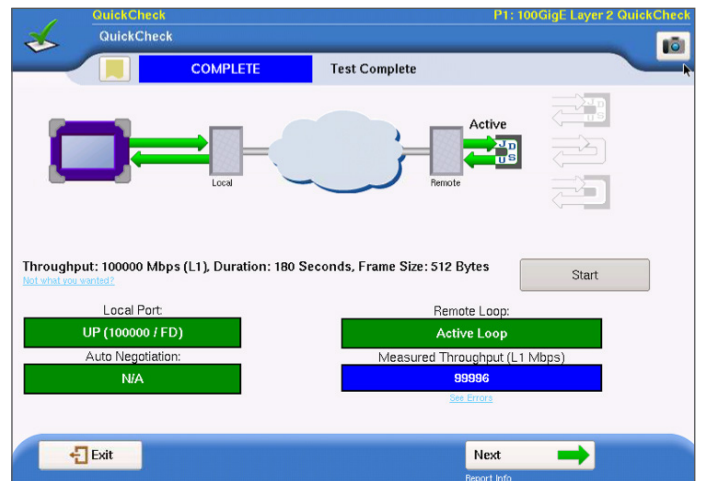 QuickCheck
P1: 100GigE Layer 2 QuickCheck
QuickCheck
COMPLETE
Test Complete
Active
J D
U S
Local
Remote
Throughput: 100000 Mbps (L1), Duration: 180 Seconds, Frame Size: 512 Bytes
Not what you wanted?
Start
Local Port:
Remote Loop:
UP (100000 / FD)
Active Loop
Auto Negotiation:
Measured Throughput (L1 Mbps)
N/A
99996
See Errors
Exit
Next
Report Info